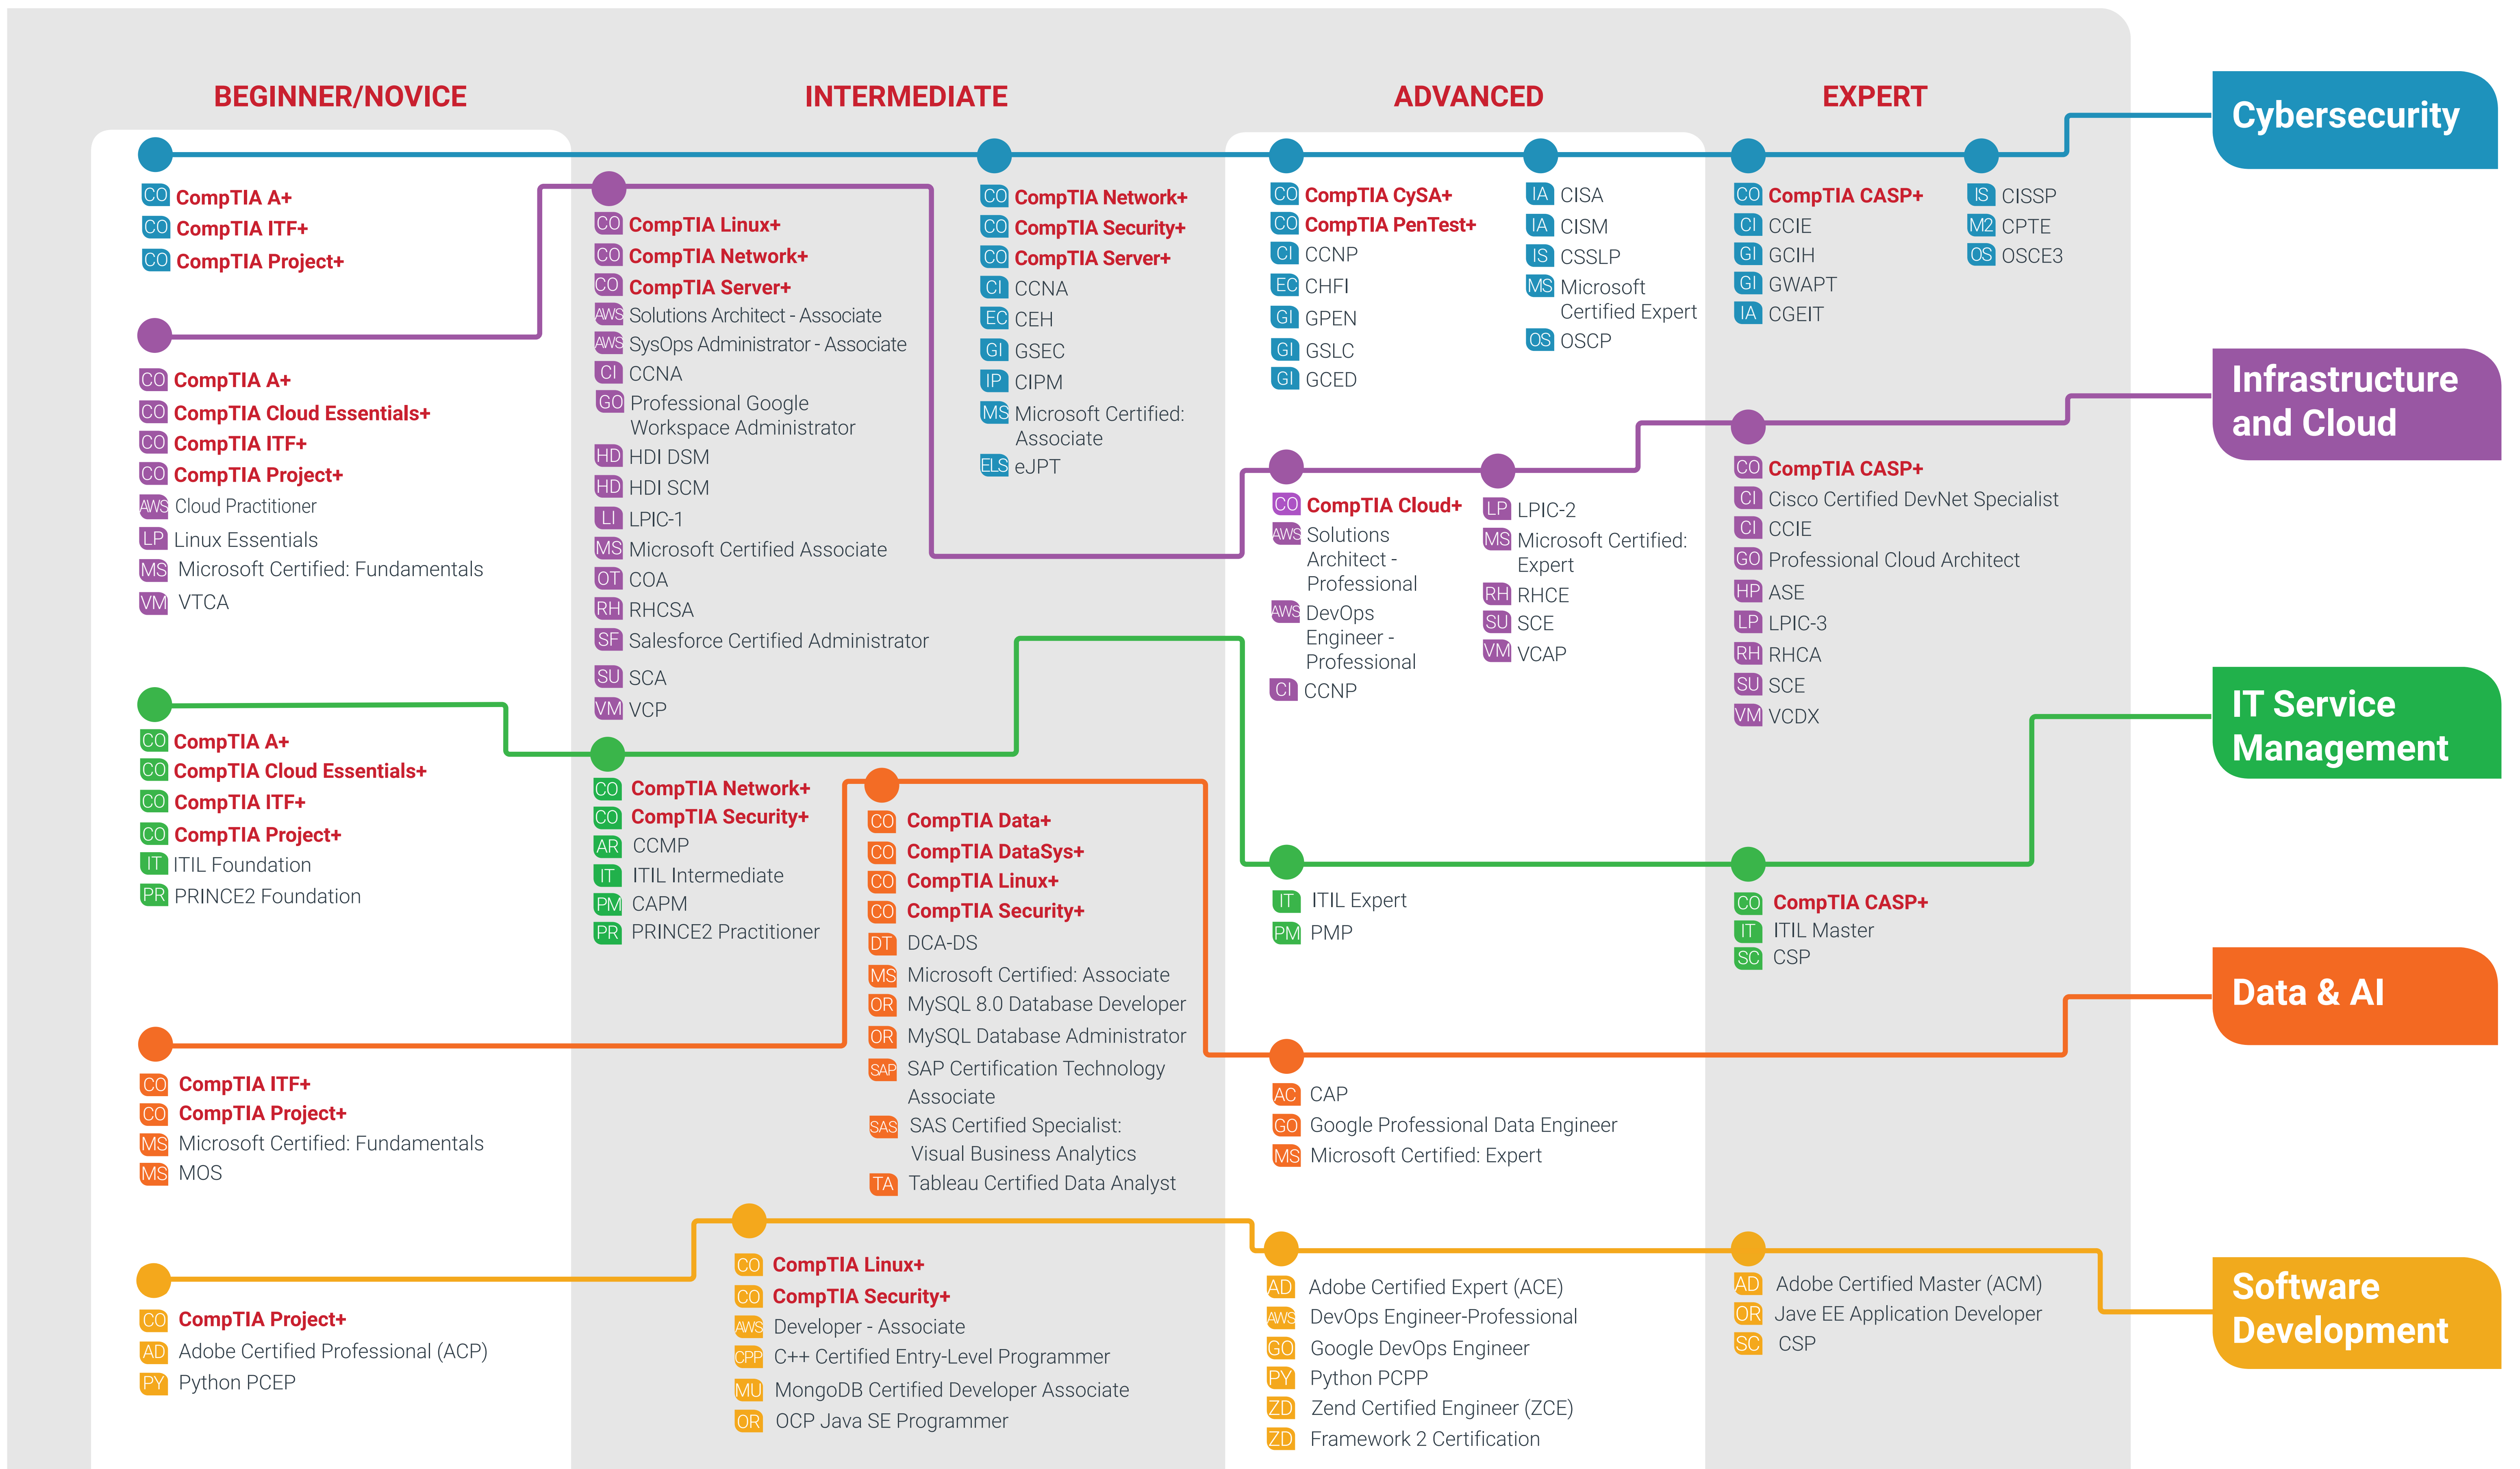 BEGINNER/NOVICE
INTERMEDIATE
ADVANCED
EXPERT
Cybersecurity
CO CompTIA A+
CO CompTIA ITF+
CO CompTIA Project+
CO CompTIA Network+
CO CompTIA Security+
CO CompTIA Server+
CI CCNA
EC CEH
GI GSEC
IP CIPM
MS Microsoft Certified:
Associate
ELS eJPT
CO CompTIA CySA+
CO CompTIA PenTest+
CI CCNP
EC CHFI
GI GPEN
GI GSLC
GI GCED
IA CISA
IA CISM
IS CSSLP
MS Microsoft
Certified Expert
OS OSCP
CO CompTIA CASP+
CI CCIE
GI GCIH
GI GWAPT
IA CGEIT
IS CISSP
M2 CPTE
OS OSCE3
Infrastructure
and Cloud
CO CompTIA A+
CO CompTIA Cloud Essentials+
CO CompTIA ITF+
CO CompTIA Project+
AWS Cloud Practitioner
LP Linux Essentials
MS Microsoft Certified: Fundamentals
VM VTCA
CO CompTIA Linux+
CO CompTIA Network+
CO CompTIA Server+
AWS Solutions Architect - Associate
AWS SysOps Administrator - Associate
CI CCNA
GO Professional Google
Workspace Administrator
HD HDI DSM
HD HDI SCM
LI LPIC-1
MS Microsoft Certified Associate
OT COA
RH RHCSA
SF Salesforce Certified Administrator
SU SCA
VM VCP
CO CompTIA Cloud+
AWS Solutions
Architect -
Professional
AWS DevOps
Engineer -
Professional
CI CCNP
LP LPIC-2
MS Microsoft Certified:
Expert
RH RHCE
SU SCE
VM VCAP
CO CompTIA CASP+
CI Cisco Certified DevNet Specialist
CI CCIE
GO Professional Cloud Architect
HP ASE
LP LPIC-3
RH RHCA
SU SCE
VM VCDX
IT Service
Management
CO CompTIA A+
CO CompTIA Cloud Essentials+
CO CompTIA ITF+
CO CompTIA Project+
IT ITIL Foundation
PR PRINCE2 Foundation
CO CompTIA Network+
CO CompTIA Security+
AR CCMP
IT ITIL Intermediate
PM CAPM
PR PRINCE2 Practitioner
IT ITIL Expert
PM PMP
CO CompTIA CASP+
IT ITIL Master
SC CSP
Data & AI
CO CompTIA ITF+
CO CompTIA Project+
MS Microsoft Certified: Fundamentals
MS MOS
CO CompTIA Data+
CO CompTIA DataSys+
CO CompTIA Linux+
CO CompTIA Security+
DT DCA-DS
MS Microsoft Certified: Associate
OR MySQL 8.0 Database Developer
OR MySQL Database Administrator
SAP SAP Certification Technology
Associate
SAS SAS Certified Specialist:
Visual Business Analytics
TA Tableau Certified Data Analyst
AC CAP
GO Google Professional Data Engineer
MS Microsoft Certified: Expert
Software
Development
CO CompTIA Project+
AD Adobe Certified Professional (ACP)
PY Python PCEP
CO CompTIA Linux+
CO CompTIA Security+
AWS Developer - Associate
CPP C++ Certified Entry-Level Programmer
MU MongoDB Certified Developer Associate
OR OCP Java SE Programmer
AD Adobe Certified Expert (ACE)
AWS DevOps Engineer-Professional
GO Google DevOps Engineer
PY Python PCPP
ZD Zend Certified Engineer (ZCE)
ZD Framework 2 Certification
AD Adobe Certified Master (ACM)
OR Jave EE Application Developer
SC CSP